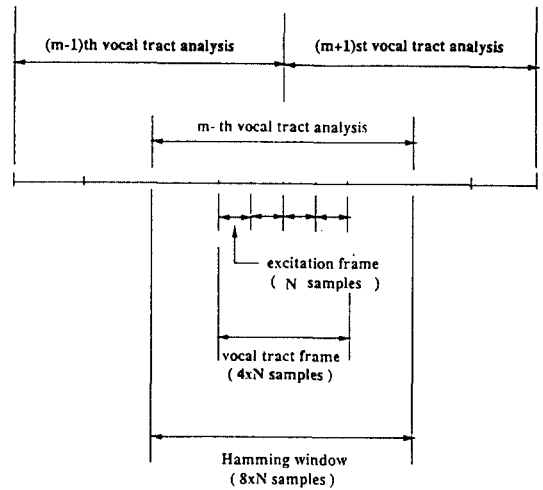 (m-1)th vocal tract analysis
(m+1)st vocal tract analysis
m- th vocal tract analysis
excitation frame
( N samples )
vocal tract frame
( 4xN samples )
Hamming window
( 8xN samples )